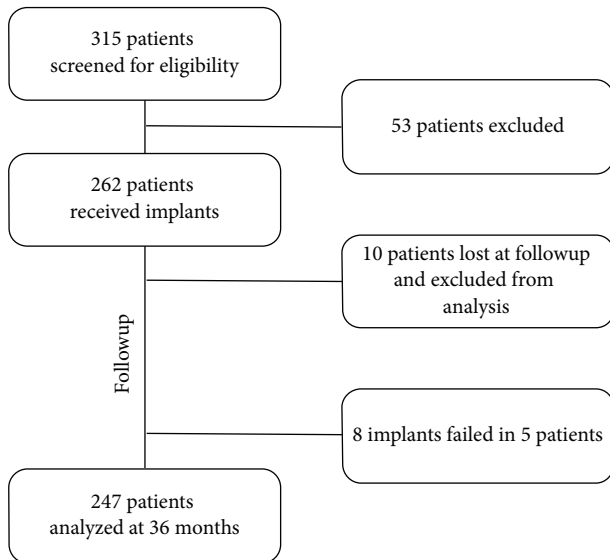 315 patients
screened for eligibility
53 patients excluded
262 patients
received implants
10 patients lost at followup
and excluded from
analysis
Followup
8 implants failed in 5 patients
247 patients
analyzed at 36 months